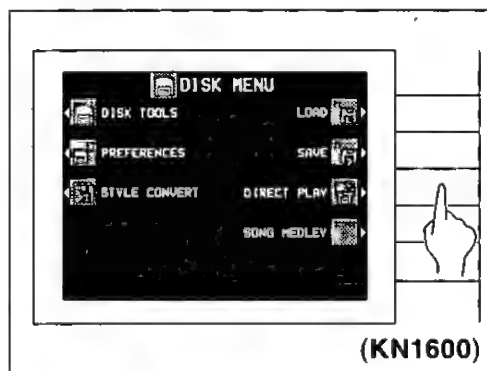 DISK MENU
DISK TOOLS LOAD
PREFERENCES SAVE
STYLE CONVERT DIRECT PLAY
SONG MEDLEY
(KN1600)